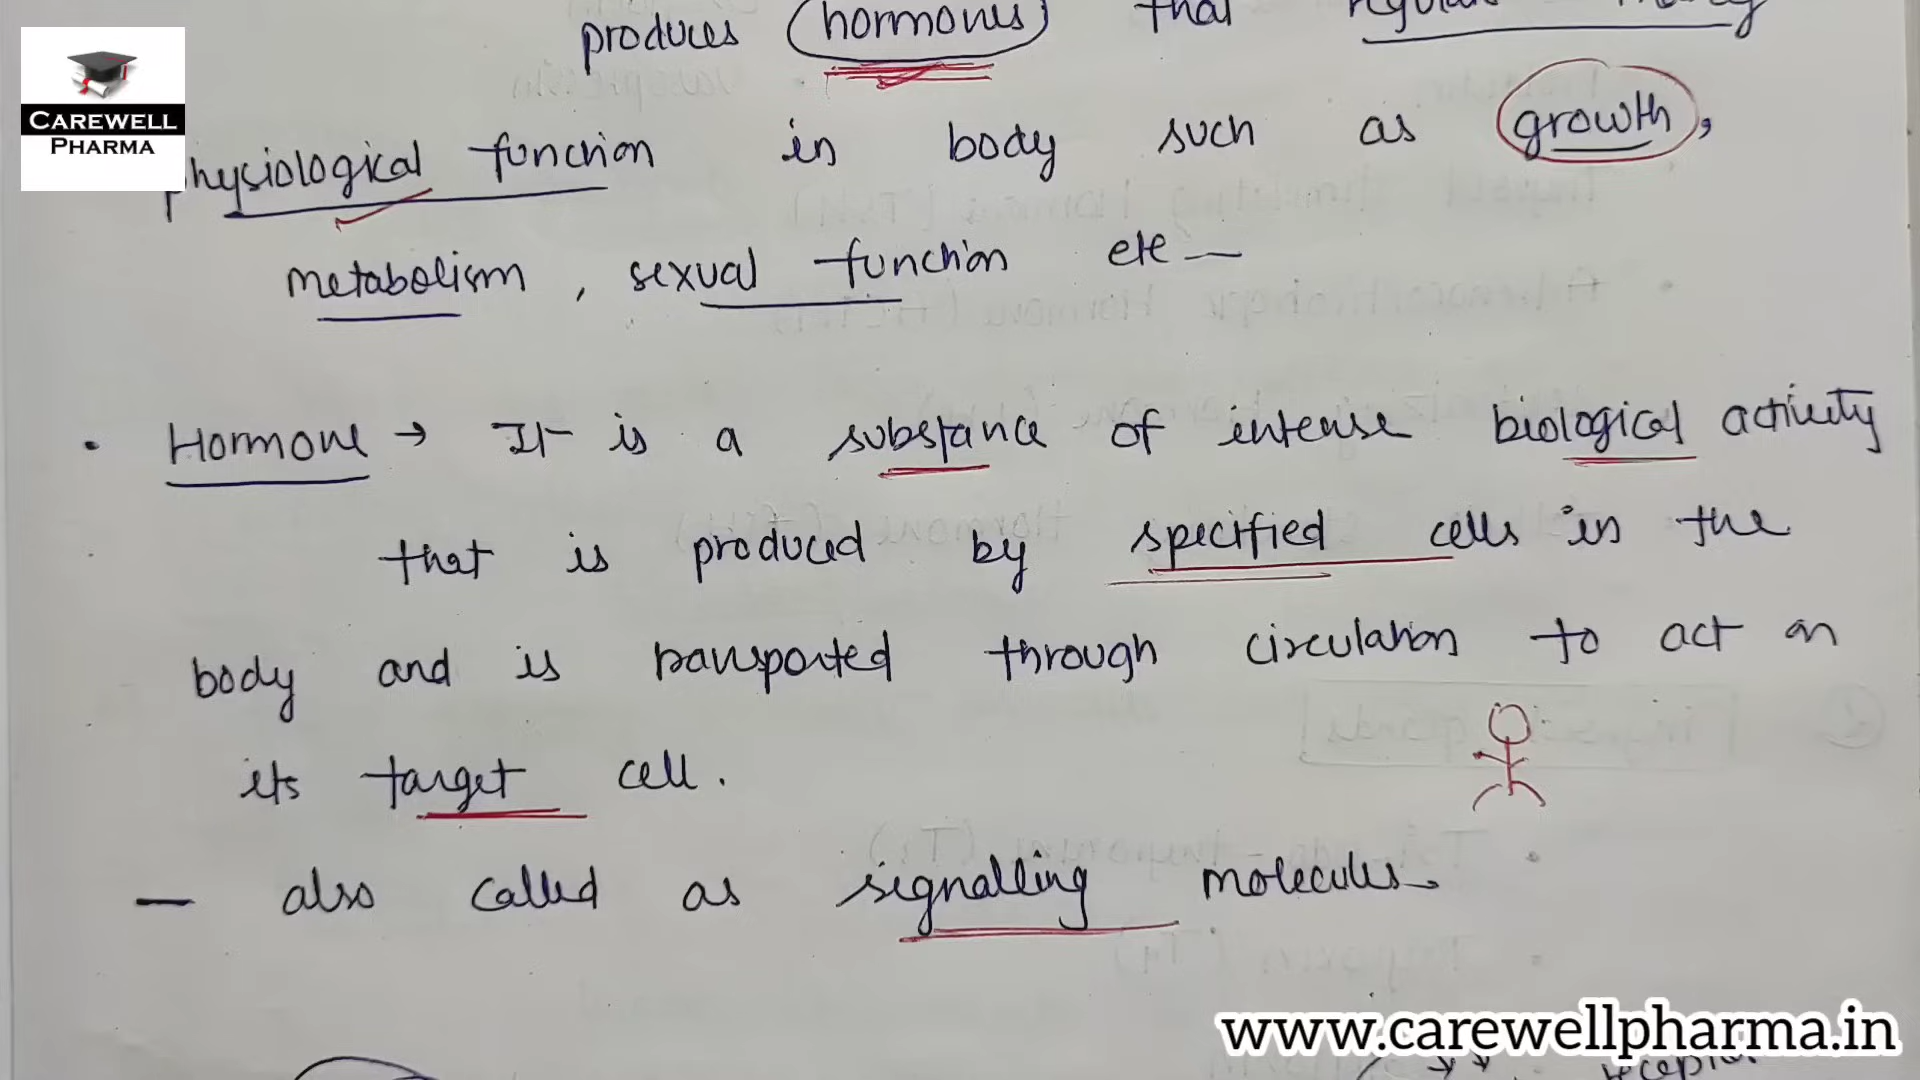 produces hormones that
CAREWELL
PHARMA
physiological function in body such as growth,
metabolism, sexual function etc
• Hormone → It is a substance of intense biological activity
that is produced by specified cells in the
body and is transported through circulation to act on
its target cell.
— also called as signalling molecules.
www.carewellpharma.in